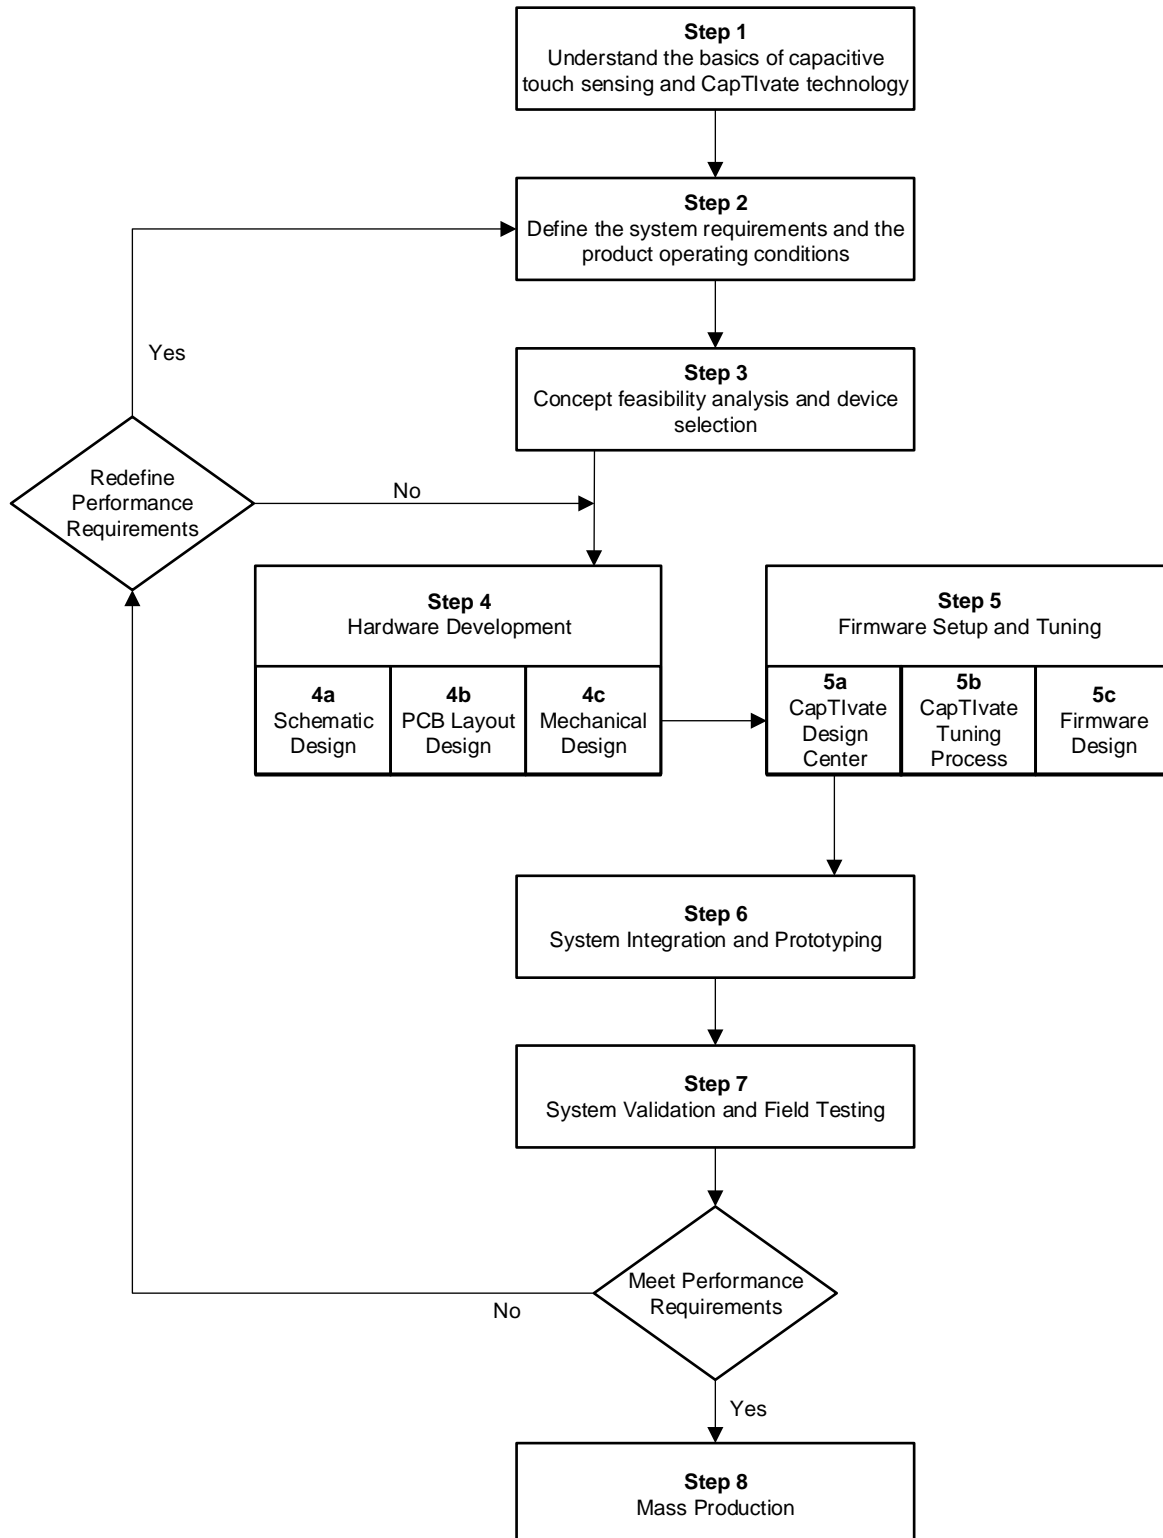 Step 1
Understand the basics of capacitive
touch sensing and CapTIvate technology
Step 2
Define the system requirements and the
product operating conditions
Yes
Step 3
Concept feasibility analysis and device
selection
Redefine
Performance
Requirements
No
Step 4
Hardware Development
4a
Schematic
Design
4b
PCB Layout
Design
4c
Mechanical
Design
Step 5
Firmware Setup and Tuning
5a
CapTIvate
Design
Center
5b
CapTIvate
Tuning
Process
5c
Firmware
Design
Step 6
System Integration and Prototyping
Step 7
System Validation and Field Testing
Meet Performance
Requirements
No
Yes
Step 8
Mass Production